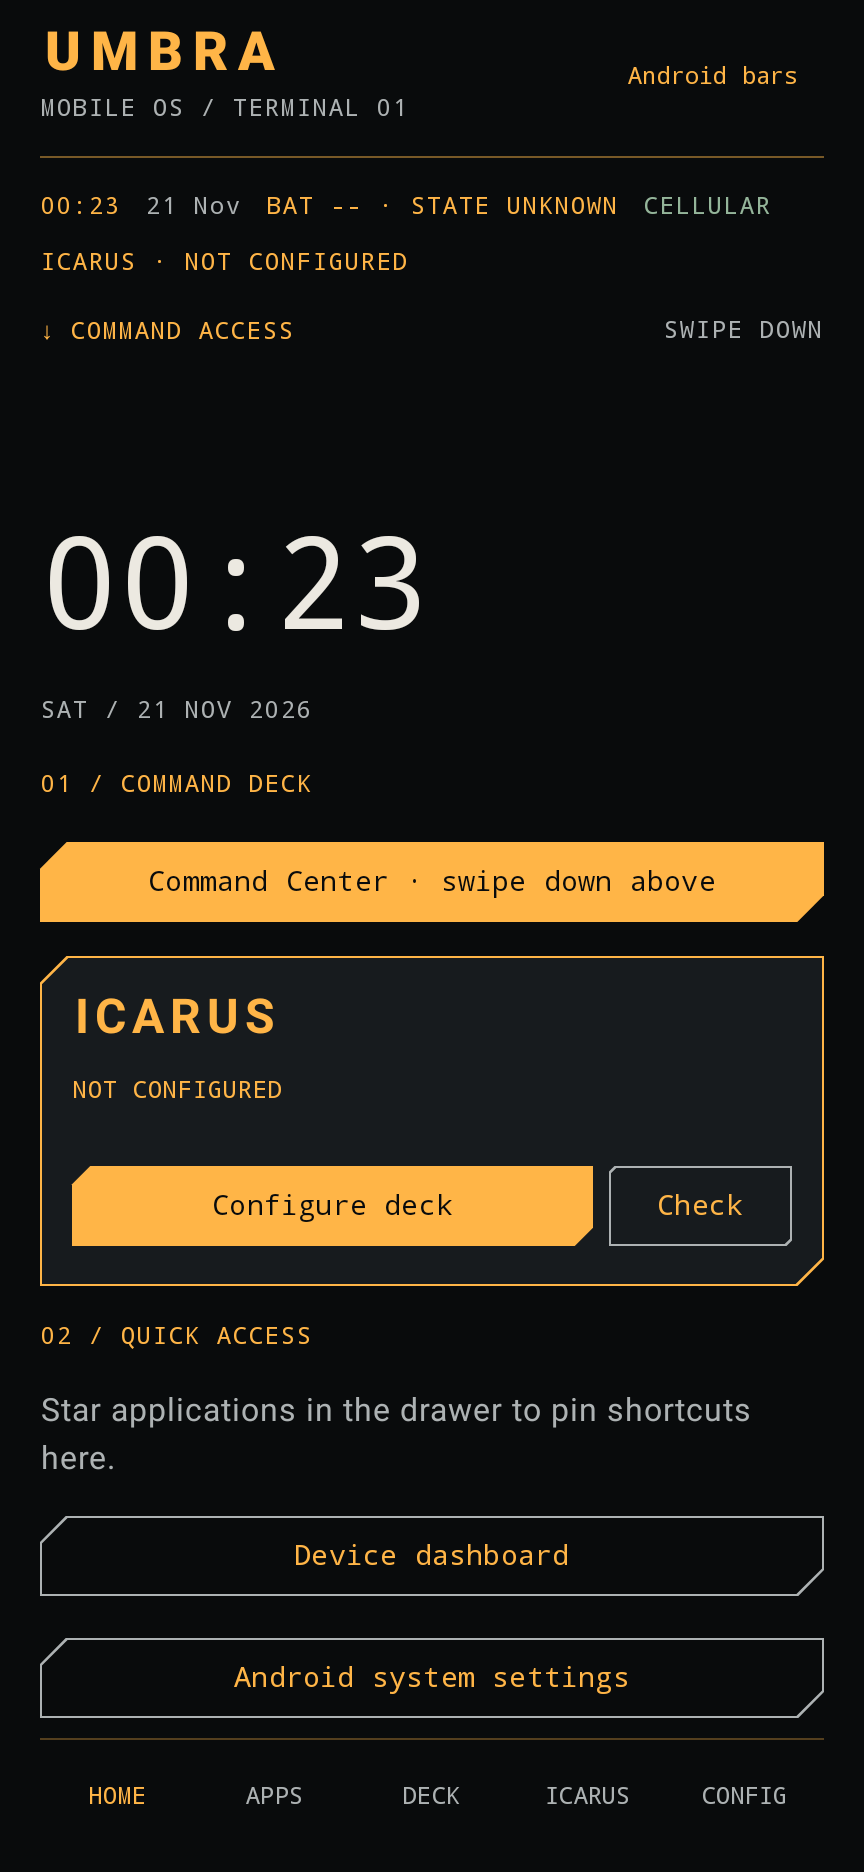 UMBRA
MOBILE OS / TERMINAL 01
Android bars
00:23 21 Nov BAT -- · STATE UNKNOWN CELLULAR
ICARUS · NOT CONFIGURED
↓ COMMAND ACCESS SWIPE DOWN
00:23
SAT / 21 NOV 2026
01 / COMMAND DECK
Command Center · swipe down above
ICARUS
NOT CONFIGURED
Configure deck Check
02 / QUICK ACCESS
Star applications in the drawer to pin shortcuts
here.
Device dashboard
Android system settings
HOME APPS DECK ICARUS CONFIG